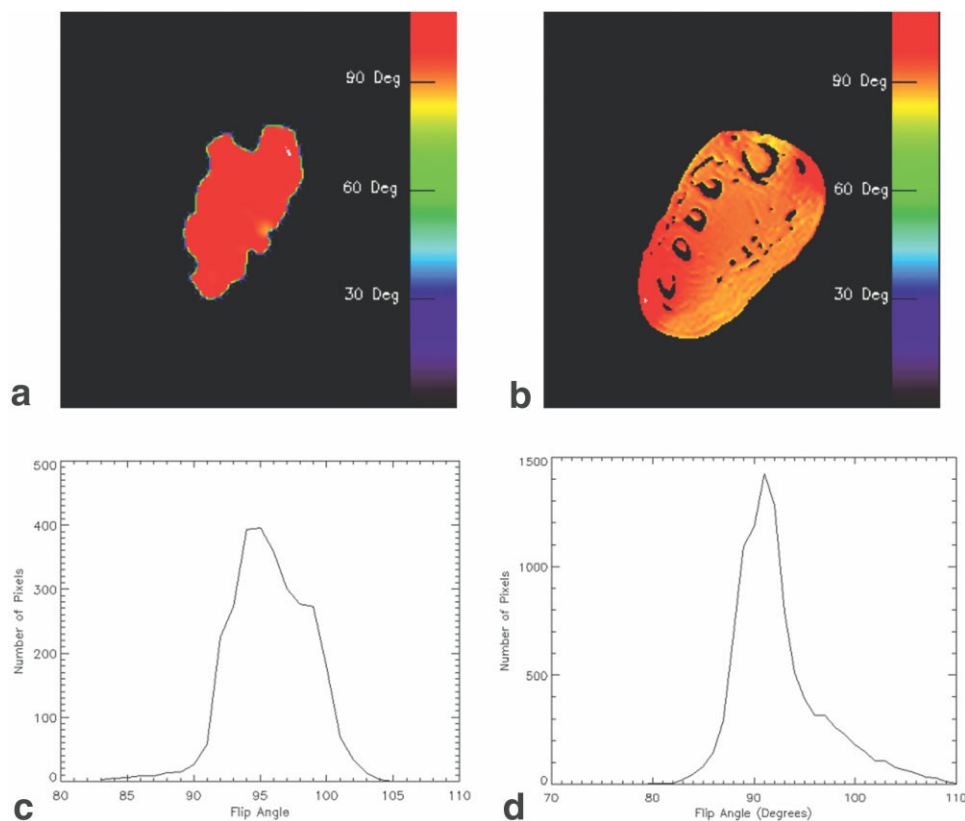 90 Deg
60 Deg
30 Deg
a
90 Deg
60 Deg
30 Deg
b
500
400
300
200
100
0
Number of Pixels
80 85 90 95 100 105 110
Flip Angle
c
1500
1000
500
0
Number of Pixels
70 80 90 100 110
Flip Angle (Degrees)
d